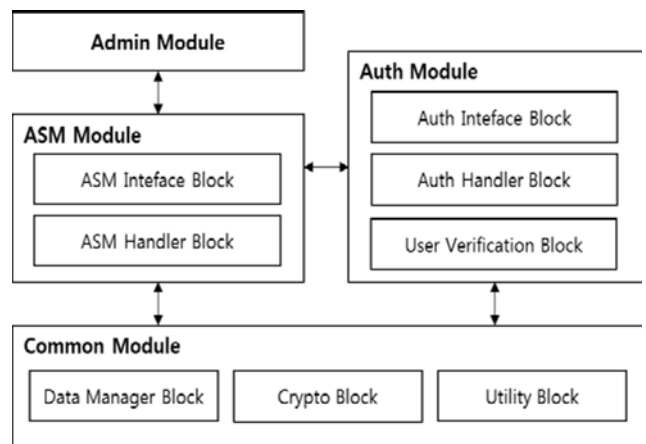 Admin Module
Auth Module
Auth Inteface Block
Auth Handler Block
User Verification Block
ASM Module
ASM Inteface Block
ASM Handler Block
Common Module
Data Manager Block
Crypto Block
Utility Block